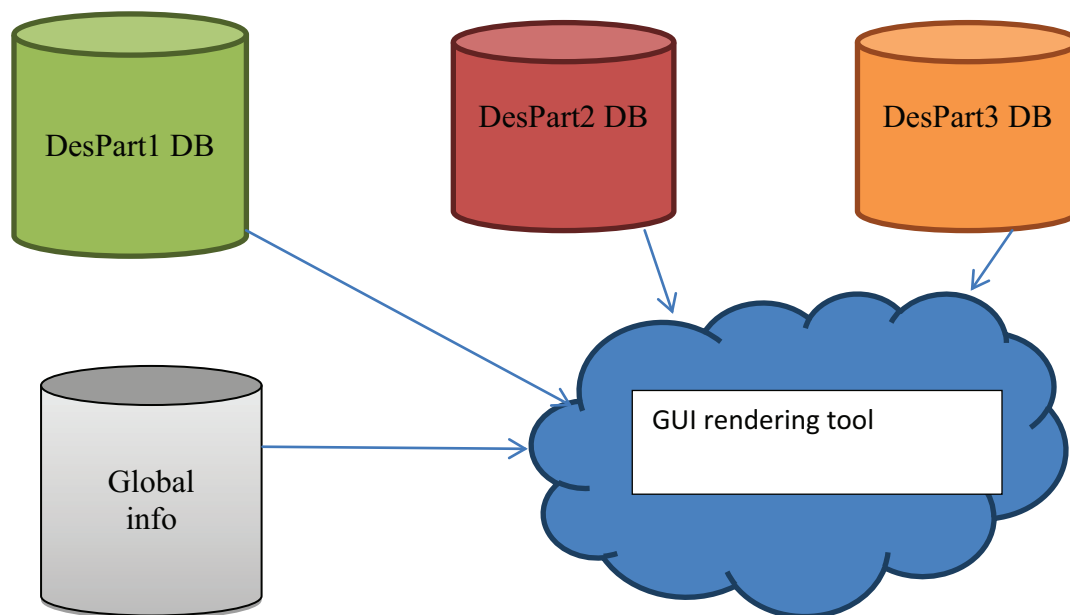 DesPart1 DB
DesPart2 DB
DesPart3 DB
GUI rendering tool
Global
info